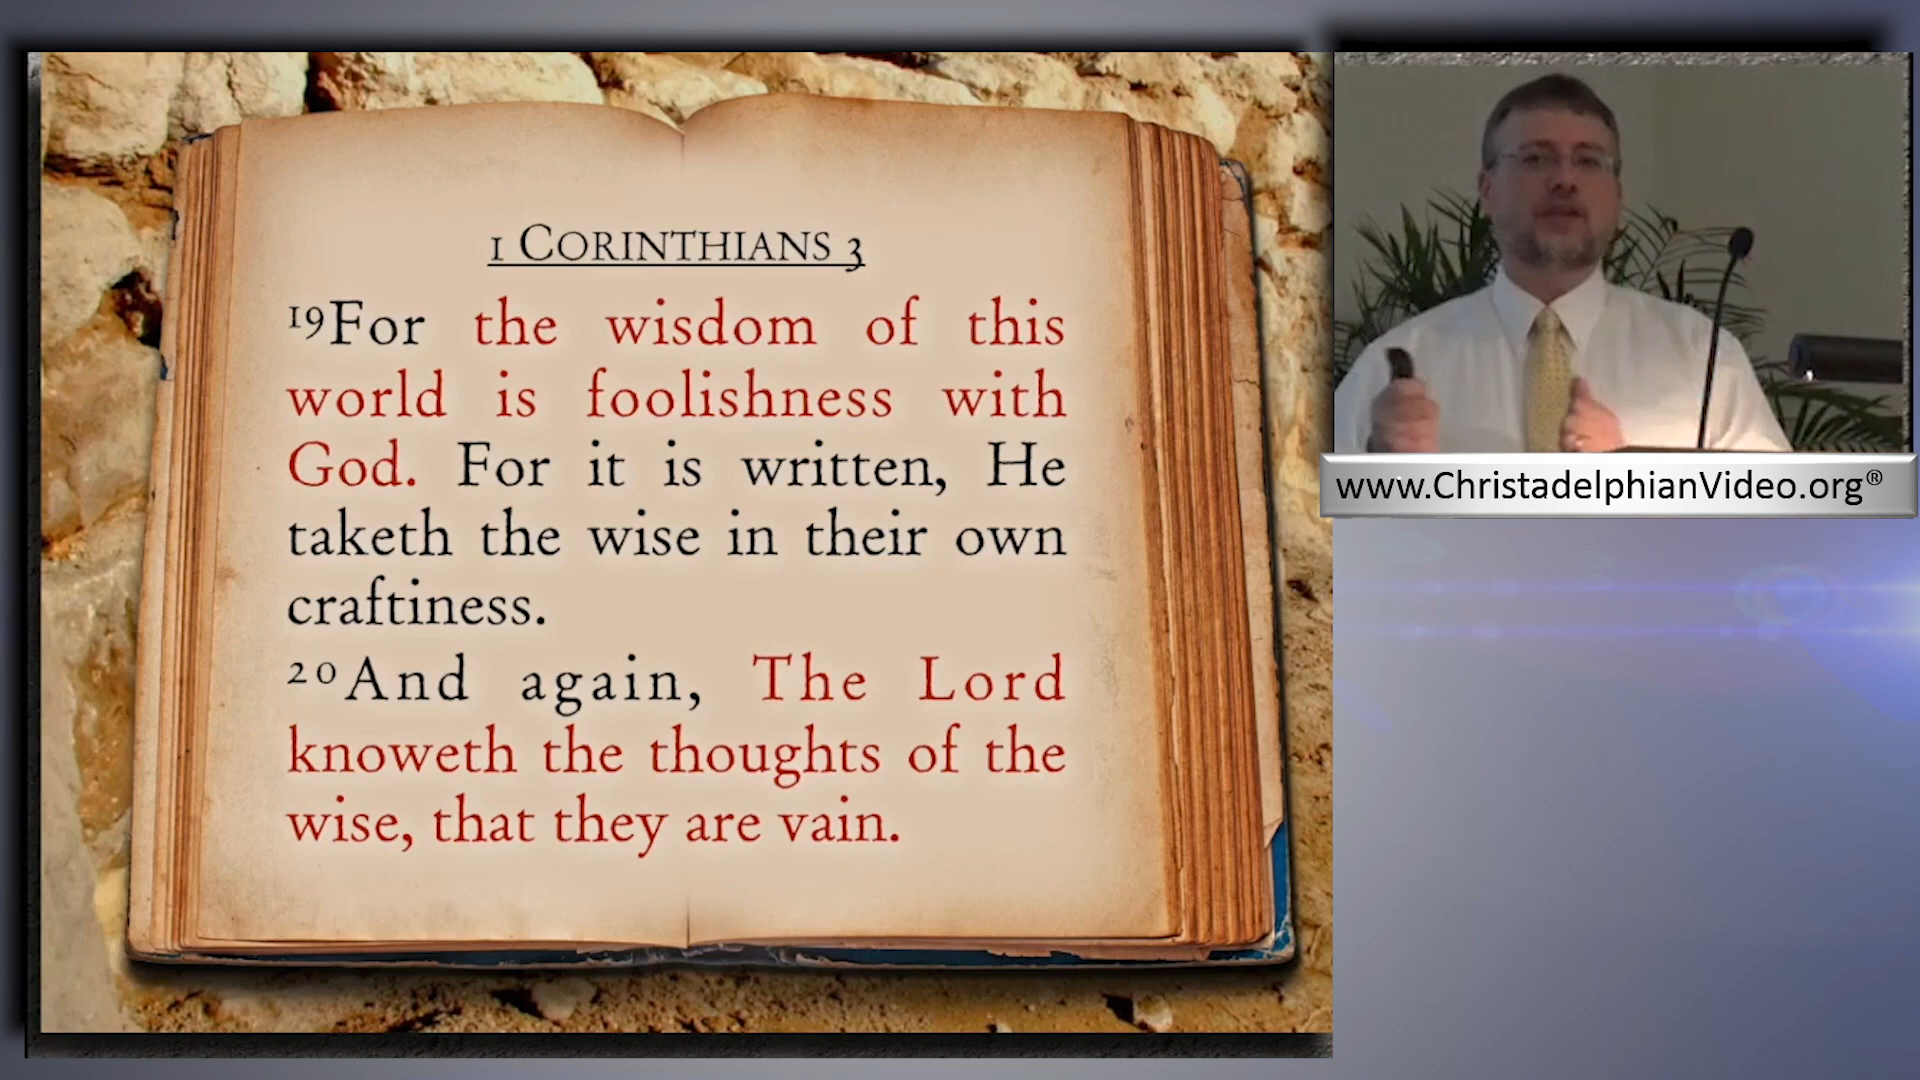 1 CORINTHIANS 3
19For the wisdom of this
world is foolishness with
God. For it is written, He
taketh the wise in their own
craftiness.
20And again, The Lord
knoweth the thoughts of the
wise, that they are vain.
www.ChristadelphianVideo.org®